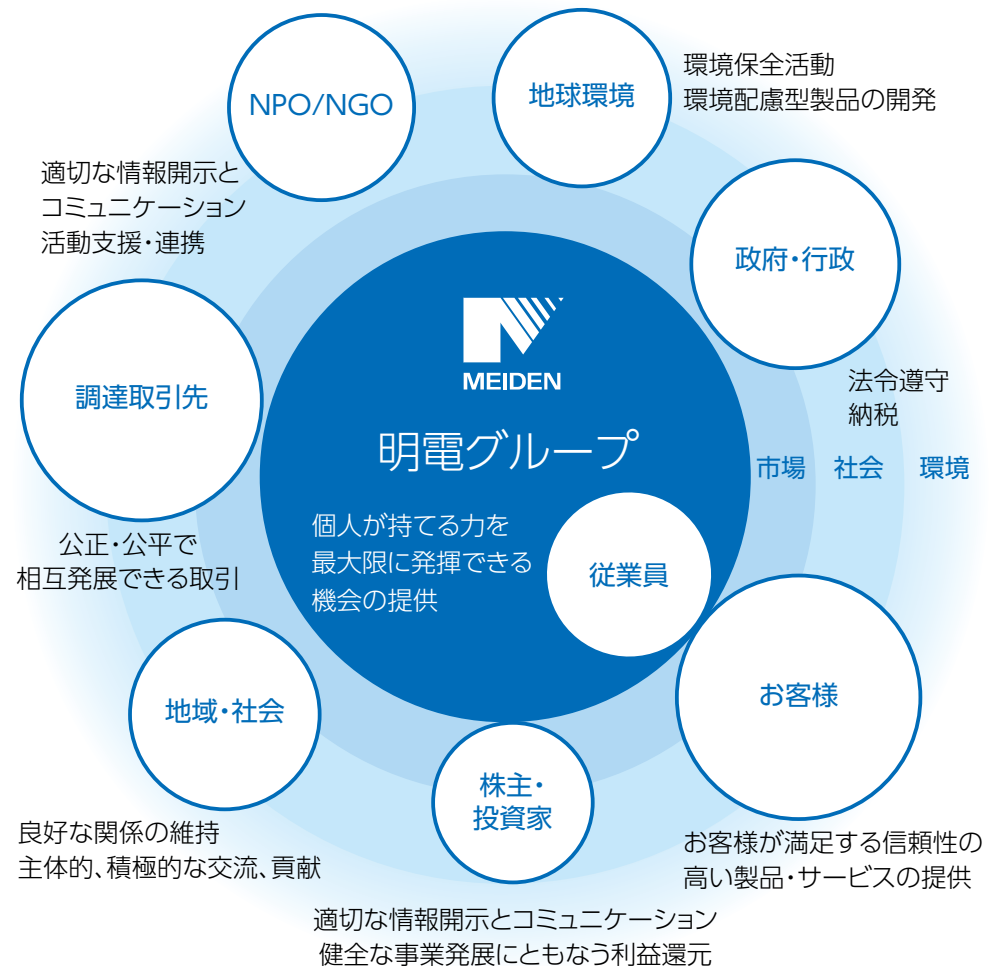 NPO/NGO
適切な情報開示と
コミュニケーション
活動支援・連携
地球環境
環境保全活動
環境配慮型製品の開発
政府・行政
法令遵守
納税
市場
社会
環境
調達取引先
公正・公平で
相互発展できる取引
MEIDEN
明電グループ
個人が持てる力を
最大限に発揮できる
機会の提供
従業員
お客様
お客様が満足する信頼性の
高い製品・サービスの提供
地域・社会
良好な関係の維持
主体的、積極的な交流、貢献
株主・
投資家
適切な情報開示とコミュニケーション
健全な事業発展にともなう利益還元